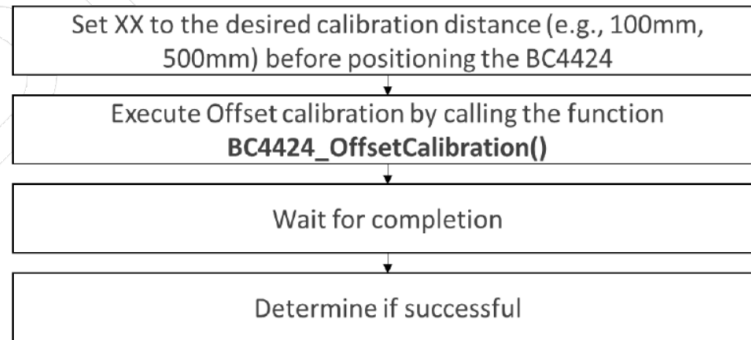 Set XX to the desired calibration distance (e.g., 100mm,
500mm) before positioning the BC4424
Execute Offset calibration by calling the function
BC4424_OffsetCalibration()
Wait for completion
Determine if successful